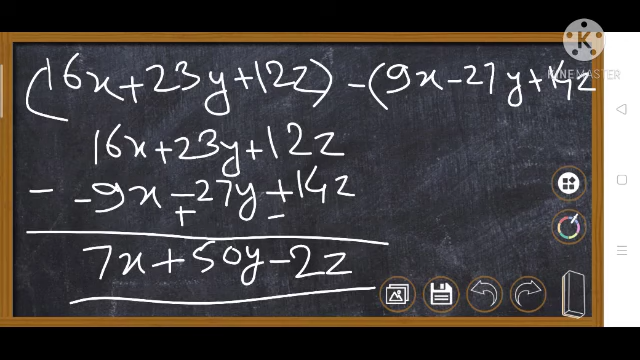 KINEMASTER
(16x+23y+12z) -(9x-27y+14z
16x+23y+12z
- -9x -27y +14z
+ -
7x+50y-2z